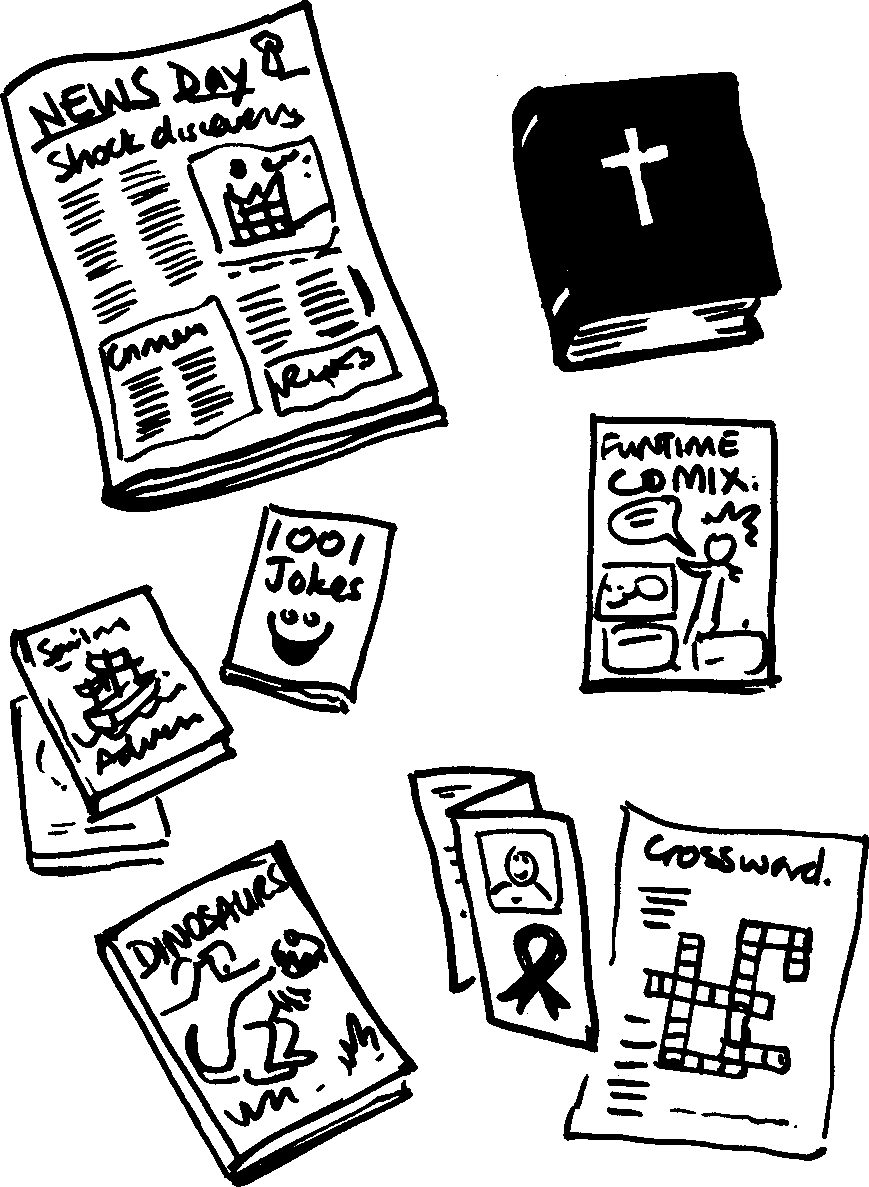 NEWS DAY
Shock discovery
FUNTIME
COMIX.
1001
Jokes
DINOSAURS
Crossword.